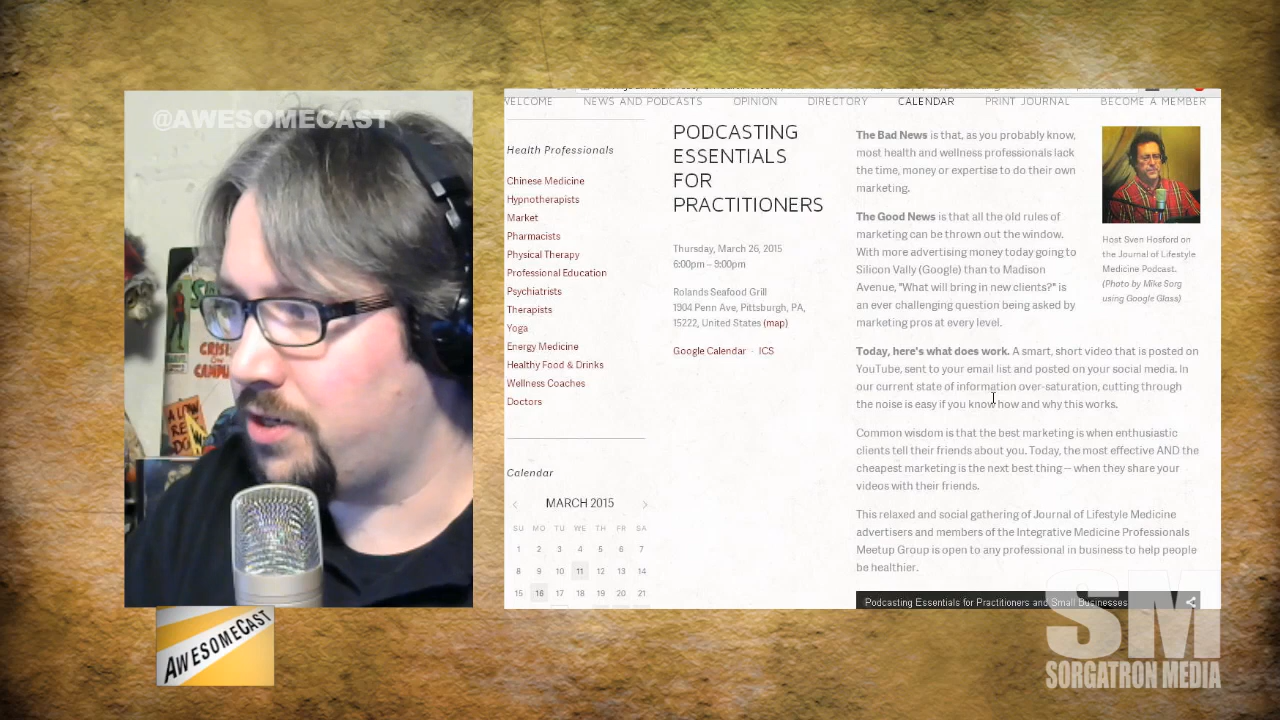 @AWESOMECAST
WELCOME NEWS AND PODCASTS OPINION DIRECTORY CALENDAR PRINT JOURNAL BECOME A MEMBER
Health Professionals
Chinese Medicine
Hypnotherapists
Market
Pharmacists
Physical Therapy
Professional Education
Psychiatrists
Therapists
Yoga
Energy Medicine
Healthy Food & Drinks
Wellness Coaches
Doctors
Calendar
MARCH 2015
SU MO TU WE TH FR SA
1 2 3 4 5 6 7
8 9 10 11 12 13 14
15 16 17 18 19 20 21
PODCASTING
ESSENTIALS
FOR
PRACTITIONERS
Thursday, March 26, 2015
6:00pm – 9:00pm
Rolands Seafood Grill
1904 Penn Ave, Pittsburgh, PA,
15222, United States (map)
Google Calendar · ICS
The Bad News is that, as you probably know,
most health and wellness professionals lack
the time, money or expertise to do their own
marketing.
The Good News is that all the old rules of
marketing can be thrown out the window.
With more advertising money today going to
Silicon Vally (Google) than to Madison
Avenue, "What will bring in new clients?" is
an ever challenging question being asked by
marketing pros at every level.
Host Sven Hosford on
the Journal of Lifestyle
Medicine Podcast.
(Photo by Mike Sorg
using Google Glass)
Today, here's what does work. A smart, short video that is posted on
YouTube, sent to your email list and posted on your social media. In
our current state of information over-saturation, cutting through
the noise is easy if you know how and why this works.
Common wisdom is that the best marketing is when enthusiastic
clients tell their friends about you. Today, the most effective AND the
cheapest marketing is the next best thing – when they share your
videos with their friends.
This relaxed and social gathering of Journal of Lifestyle Medicine
advertisers and members of the Integrative Medicine Professionals
Meetup Group is open to any professional in business to help people
be healthier.
Podcasting Essentials for Practitioners and Small Businesses
AWESOMECAST
SM
SORGATRON MEDIA